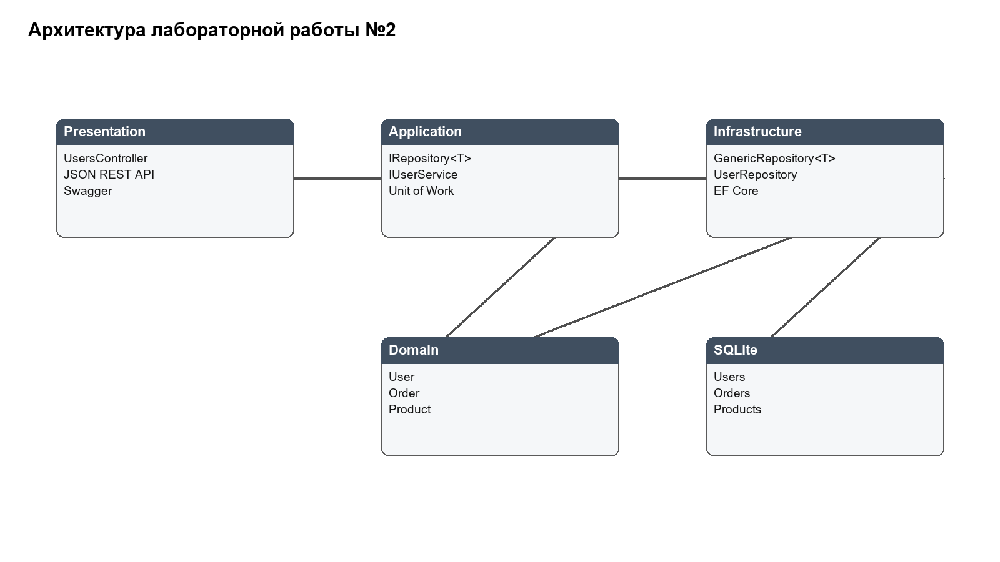 Архитектура лабораторной работы №2
Presentation
UsersController
JSON REST API
Swagger
Application
IRepository<T>
IUserService
Unit of Work
Infrastructure
GenericRepository<T>
UserRepository
EF Core
Domain
User
Order
Product
SQLite
Users
Orders
Products